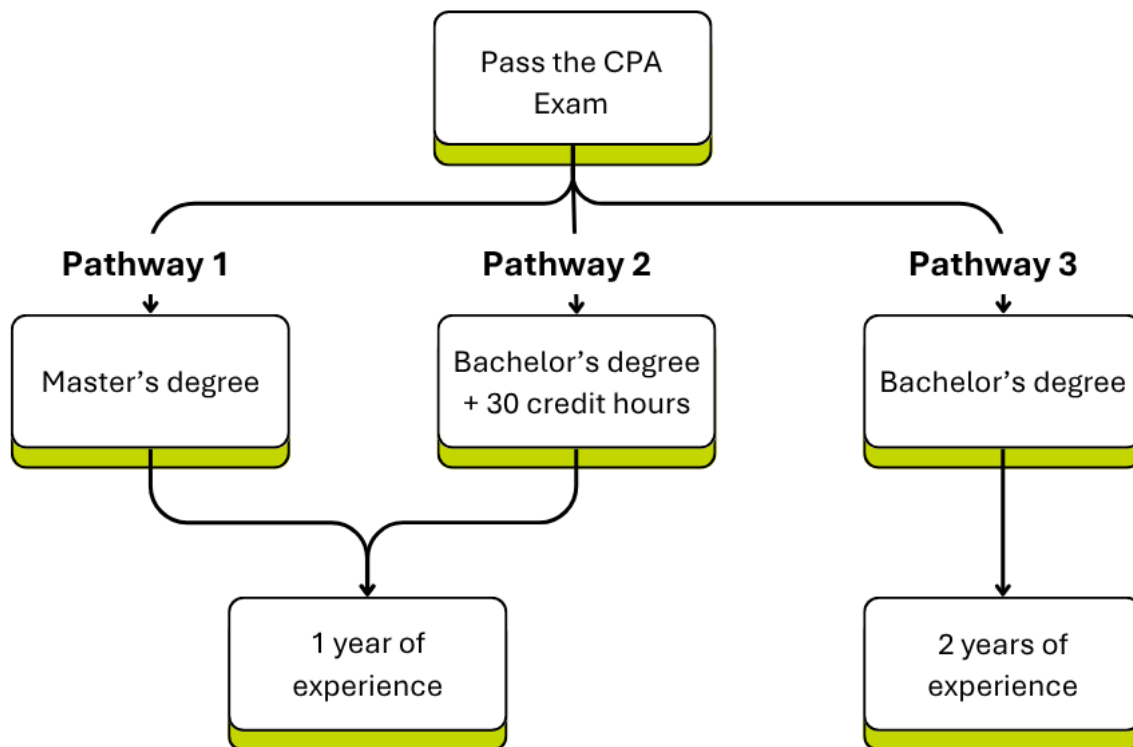 Pass the CPA
Exam
Pathway 1
Pathway 2
Pathway 3
Master’s degree
Bachelor’s degree
+ 30 credit hours
Bachelor’s degree
1 year of
experience
2 years of
experience